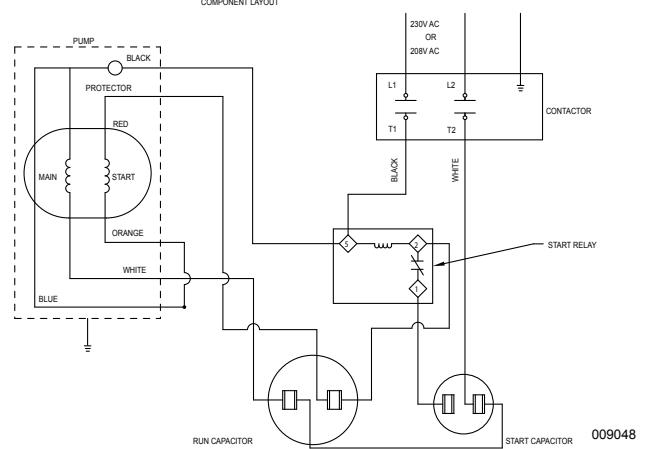 COMPONENT LAYOUT
230V AC
OR
208V AC
PUMP
BLACK
PROTECTOR
L1
L2
CONTACTOR
T1
T2
RED
BLACK
WHITE
MAIN
START
ORANGE
5
2
START RELAY
WHITE
1
BLUE
RUN CAPACITOR
START CAPACITOR
009048